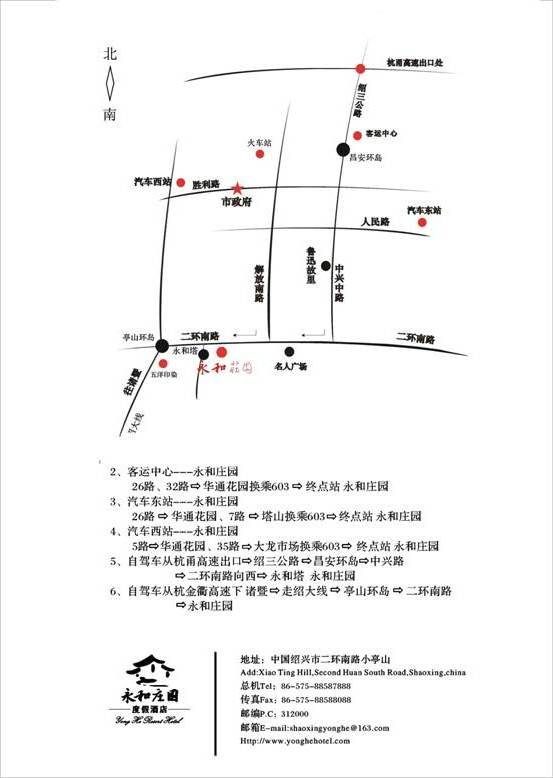 北
南
杭甬高速出口处
绍三公路
客运中心
火车站
昌安环岛
汽车西站
胜利路
市政府
汽车东站
人民路
鲁迅故里
中兴中路
解放南路
亭山环岛
二环南路
二环南路
永和塔
永和莊園
名人广场
五洋印染
往诸暨
大线
2、客运中心---永和庄园
26路、32路⇨华通花园换乘603⇨终点站 永和庄园
3、汽车东站---永和庄园
26路⇨华通花园、7路⇨塔山换乘603⇨终点站 永和庄园
4、汽车西站---永和庄园
5路⇨华通花园、35路⇨大龙市场换乘603⇨ 终点站 永和庄园
5、自驾车从杭甬高速出口⇨绍三公路⇨昌安环岛⇨中兴路
⇨二环南路向西⇨永和塔 永和庄园
6、自驾车从杭金衢高速下 诸暨⇨走绍大线⇨亭山环岛⇨二环南路
⇨永和庄园
永和庄园
度假酒店
Yong He Resort Hotel
地址：中国绍兴市二环南路小亭山
Add:Xiao Ting Hill,Second Huan South Road,Shaoxing,china
总机Tel：86-575-88587888
传真Fax：86-575-88588088
邮编P.C：312000
邮箱E-mail:shaoxingyonghe@163.com
Http://www.yonghehotel.com